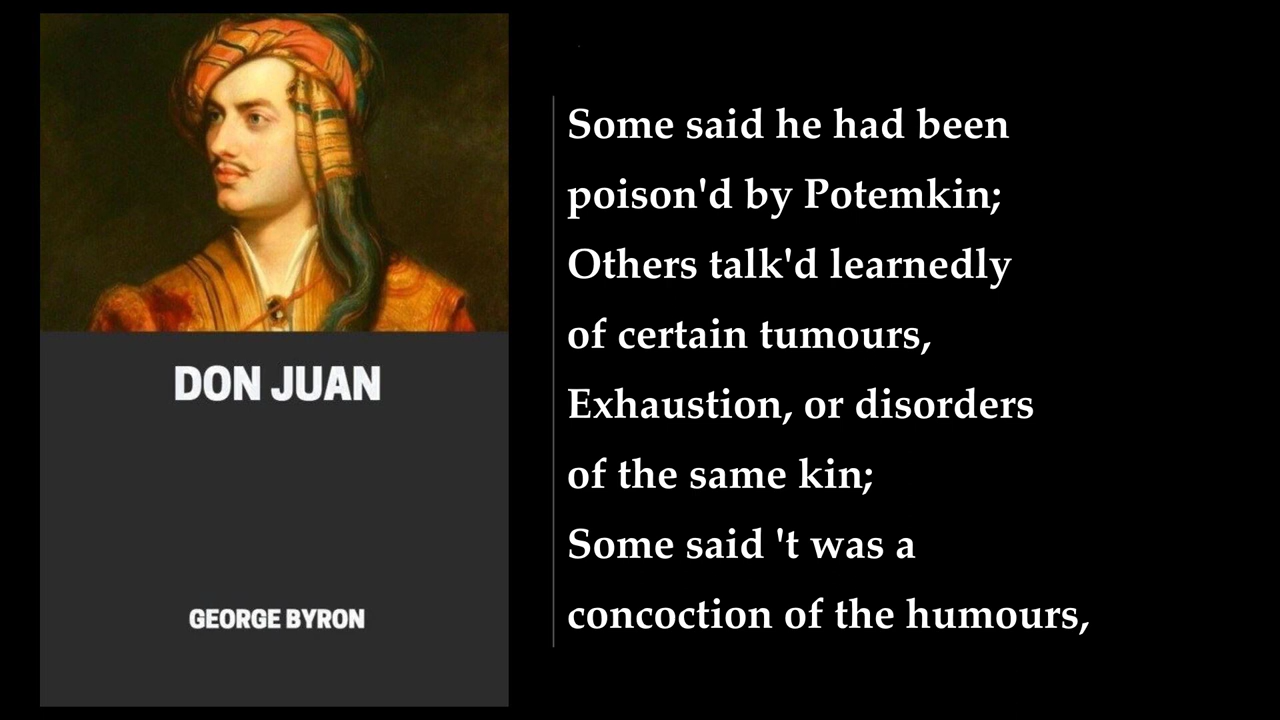 DON JUAN
GEORGE BYRON
Some said he had been
poison'd by Potemkin;
Others talk'd learnedly
of certain tumours,
Exhaustion, or disorders
of the same kin;
Some said 't was a
concoction of the humours,